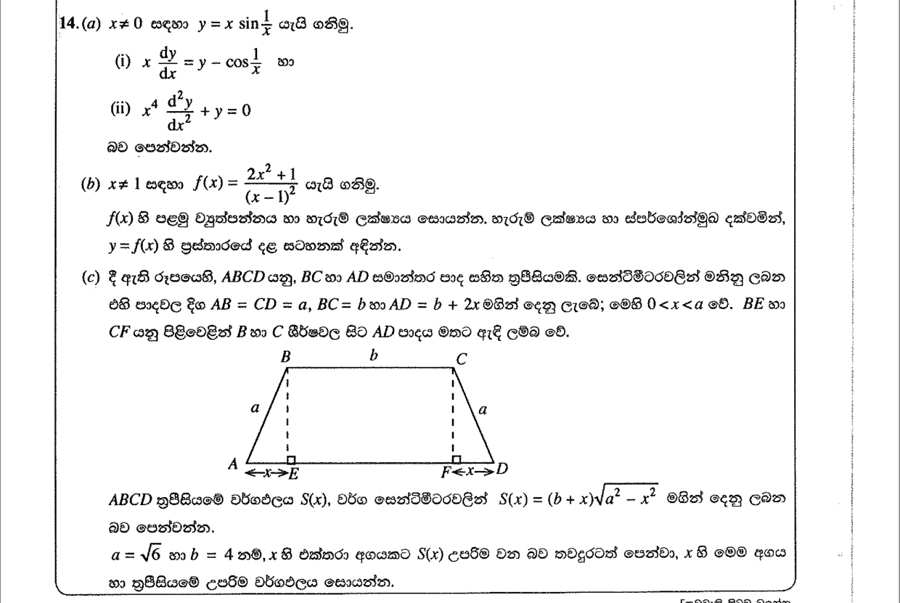 14. (a) x ≠ 0 සඳහා y = x sin 1/x යැයි ගනිමු.
(i) x dy/dx = y − cos 1/x හා
(ii) x⁴ d²y/dx² + y = 0
බව පෙන්වන්න.
(b) x ≠ 1 සඳහා f(x) = (2x² + 1)/(x − 1)² යැයි ගනිමු.
f(x) හි පළමු ව්‍යුත්පන්නය හා හැරුම් ලක්ෂ්‍යය සොයන්න. හැරුම් ලක්ෂ්‍යය හා ස්පර්ශෝන්මුඛ දක්වමින්,
y = f(x) හි ප්‍රස්තාරයේ දළ සටහනක් අඳින්න.
(c) දී ඇති රූපයෙහි, ABCD යනු, BC හා AD සමාන්තර පාද සහිත ත්‍රපීසියමකි. සෙන්ටිමීටරවලින් මනිනු ලබන
එහි පාදවල දිග AB = CD = a, BC = b හා AD = b + 2x මගින් දෙනු ලැබේ; මෙහි 0 < x < a වේ. BE හා
CF යනු පිළිවෙළින් B හා C ශීර්ෂවල සිට AD පාදය මතට ඇඳි ලම්බ වේ.
B b C
a a
A x E F x D
ABCD ත්‍රපීසියමේ වර්ගඵලය S(x), වර්ග සෙන්ටිමීටරවලින් S(x) = (b + x)√(a² − x²) මගින් දෙනු ලබන
බව පෙන්වන්න.
a = √6 හා b = 4 නම්, x හි එක්තරා අගයකට S(x) උපරිම වන බව තවදුරටත් පෙන්වා, x හි මෙම අගය
හා ත්‍රපීසියමේ උපරිම වර්ගඵලය සොයන්න.